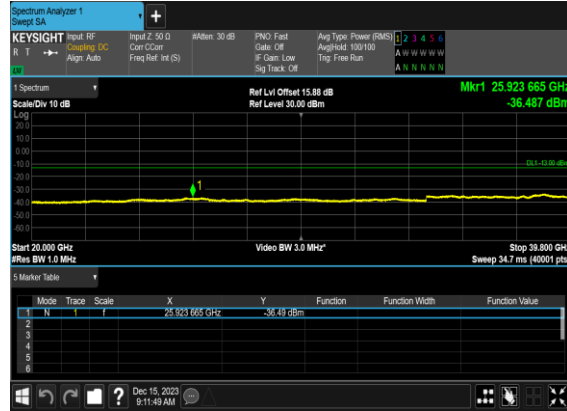 Spectrum Analyzer 1
Swept SA
KEYSIGHT Input: RF Input Z: 50 Ω #Atten: 30 dB PNO: Fast Avg Type: Power (RMS) 1 2 3 4 5 6
R T Coupling: DC Corr CCorr Gate: Off Avg|Hold: 100/100 A W W W W W
Align: Auto Freq Ref: Int (S) IF Gain: Low Trig: Free Run
Sig Track: Off A N N N N N
LW
1 Spectrum Ref Lvl Offset 15.88 dB Mkr1 25.923 665 GHz
Scale/Div 10 dB Ref Level 30.00 dBm -36.487 dBm
Log
20.0
10.0
0.00
-10.0 DL1 -13.00 dBm
-20.0
1
-30.0
-40.0
-50.0
-60.0
Start 20.000 GHz Video BW 3.0 MHz* Stop 39.800 GHz
#Res BW 1.0 MHz Sweep 34.7 ms (40001 pts)
5 Marker Table
Mode Trace Scale X Y Function Function Width Function Value
1 N 1 f 25.923 665 GHz -36.49 dBm
2
3
4
5
6
? Dec 15, 2023
9:11:49 AM